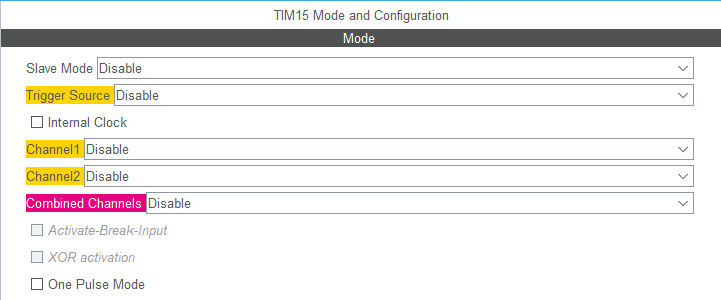 TIM15 Mode and Configuration
Mode
Slave Mode Disable
Trigger Source Disable
Internal Clock
Channel1 Disable
Channel2 Disable
Combined Channels Disable
Activate-Break-Input
XOR activation
One Pulse Mode